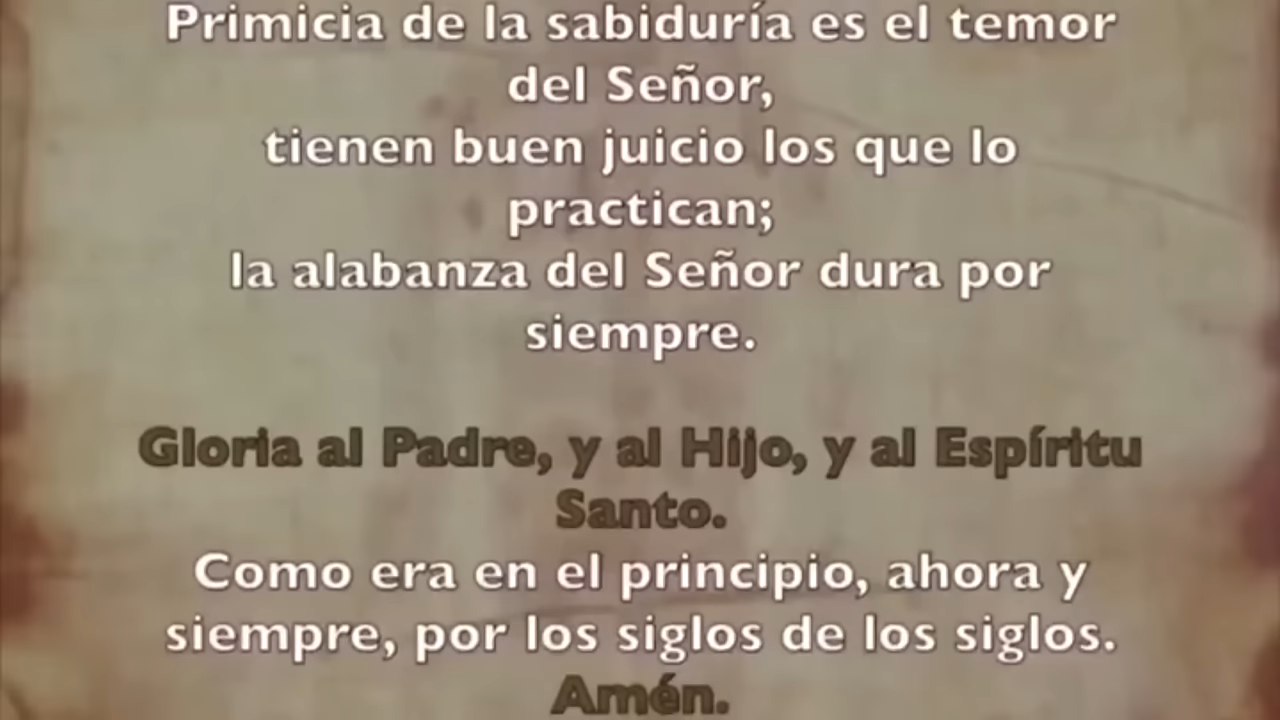 Primicia de la sabiduría es el temor
del Señor,
tienen buen juicio los que lo
practican;
la alabanza del Señor dura por
siempre.
Gloria al Padre, y al Hijo, y al Espíritu
Santo.
Como era en el principio, ahora y
siempre, por los siglos de los siglos.
Amén.